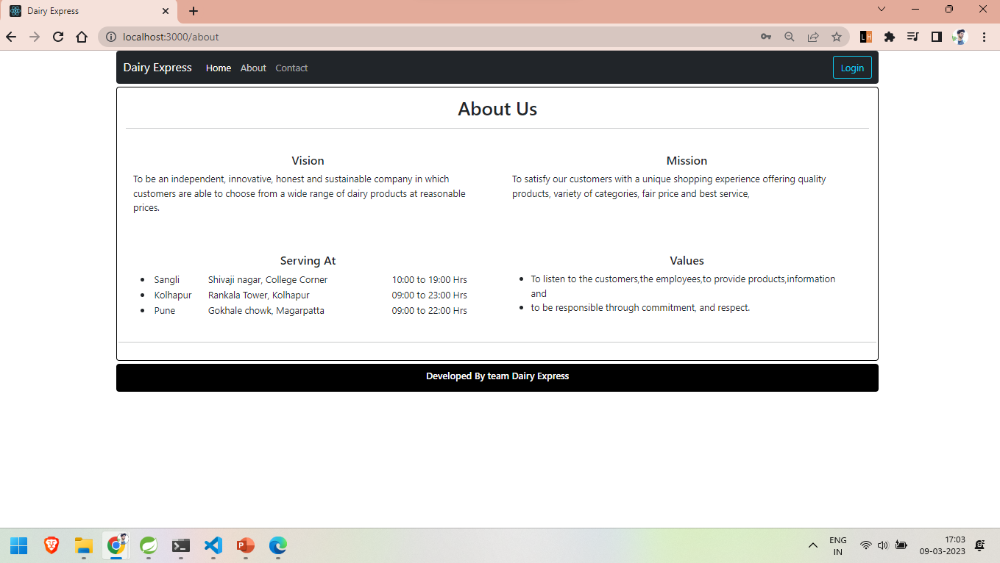 Dairy Express
localhost:3000/about
L H
Dairy Express Home About Contact Login
About Us
Vision
To be an independent, innovative, honest and sustainable company in which
customers are able to choose from a wide range of dairy products at reasonable
prices.
Mission
To satisfy our customers with a unique shopping experience offering quality
products, variety of categories, fair price and best service,
Serving At
Sangli Shivaji nagar, College Corner 10:00 to 19:00 Hrs
Kolhapur Rankala Tower, Kolhapur 09:00 to 23:00 Hrs
Pune Gokhale chowk, Magarpatta 09:00 to 22:00 Hrs
Values
To listen to the customers,the employees,to provide products,information
and
to be responsible through commitment, and respect.
Developed By team Dairy Express
ENG
IN
17:03
09-03-2023